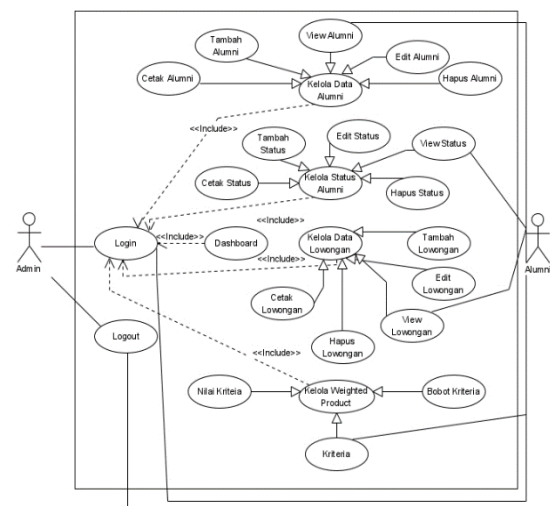 View Alumni
Tambah
Alumni
Edit Alumni
Cetak Alumni
Kelola Data
Alumni
Hapus Alumni
<<Include>>
Tambah
Status
Edit Status
View Status
Cetak Status
Kelola Status
Alumni
Hapus Status
<<Include>>
Admin
Login
<<Include>>
Dashboard
Kelola Data
Lowongan
Tambah
Lowongan
Alumni
<<Include>>
Edit
Lowongan
Cetak
Lowongan
View
Lowongan
Logout
Hapus
Lowongan
<<Include>>
Nilai Kriteia
Kelola Weighted
Product
Bobot Kriteria
Kriteria